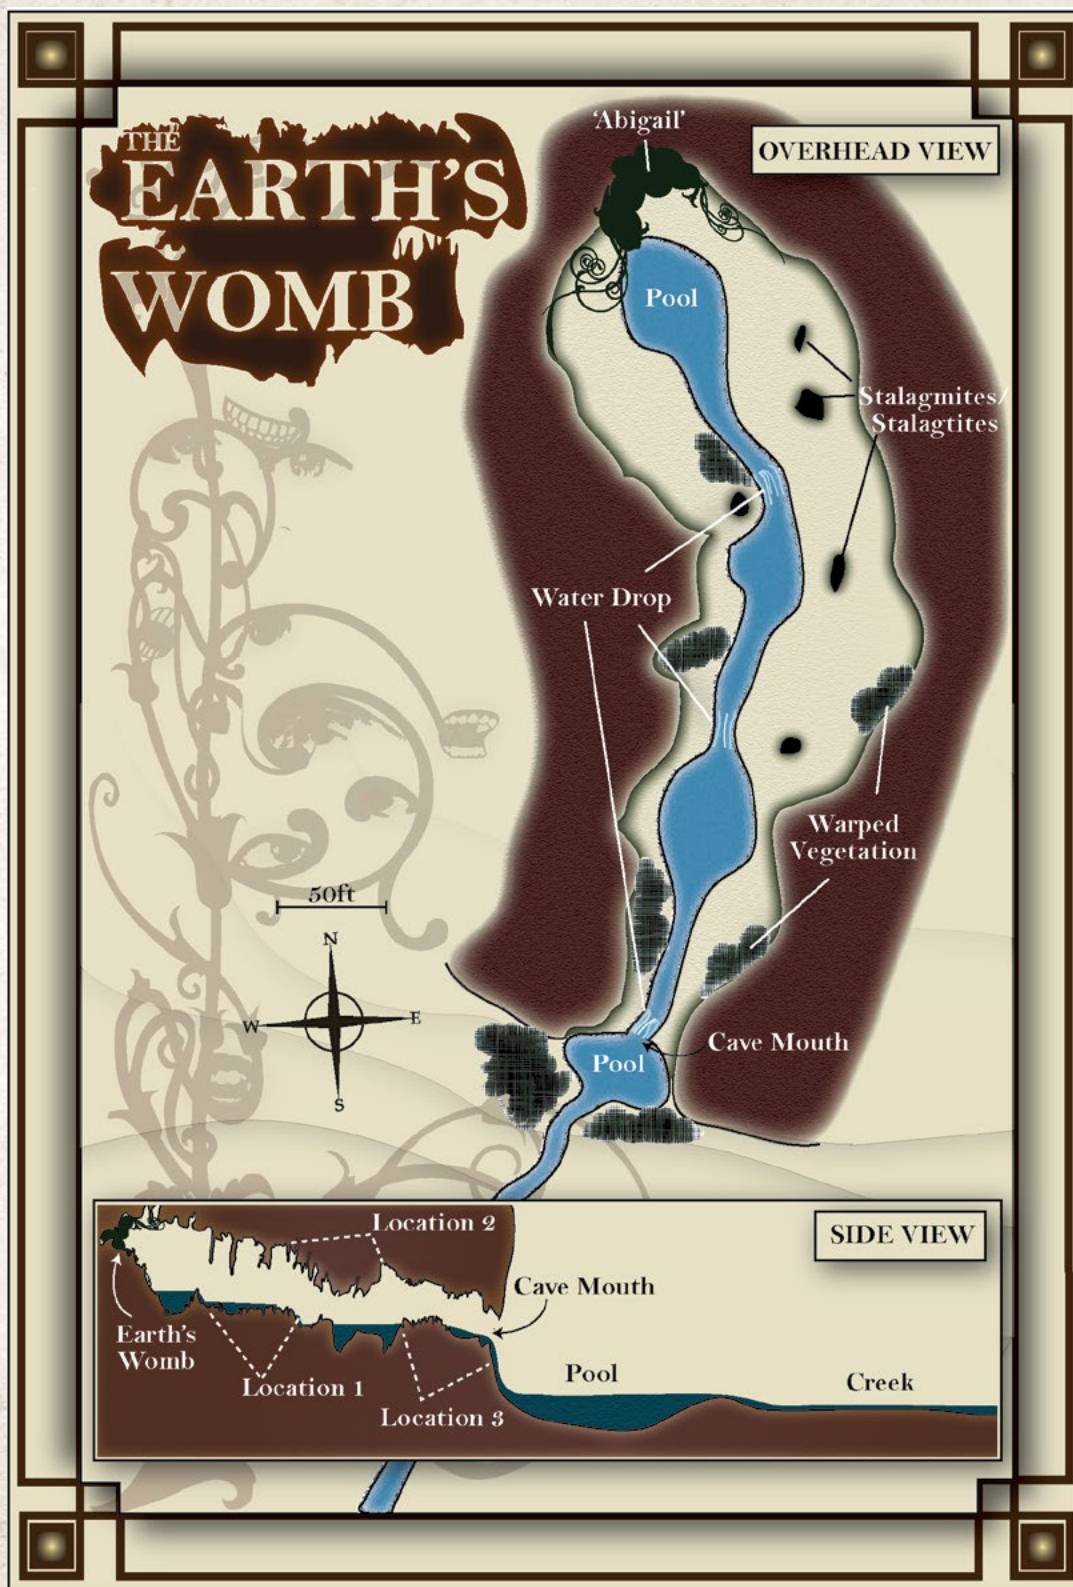 THE
EARTH'S
WOMB
'Abigail'
OVERHEAD VIEW
Pool
Stalagmites/
Stalagtites
Water Drop
Warped
Vegetation
50ft
N
W
E
S
Cave Mouth
Pool
SIDE VIEW
Location 2
Cave Mouth
Earth's
Womb
Location 1
Location 3
Pool
Creek